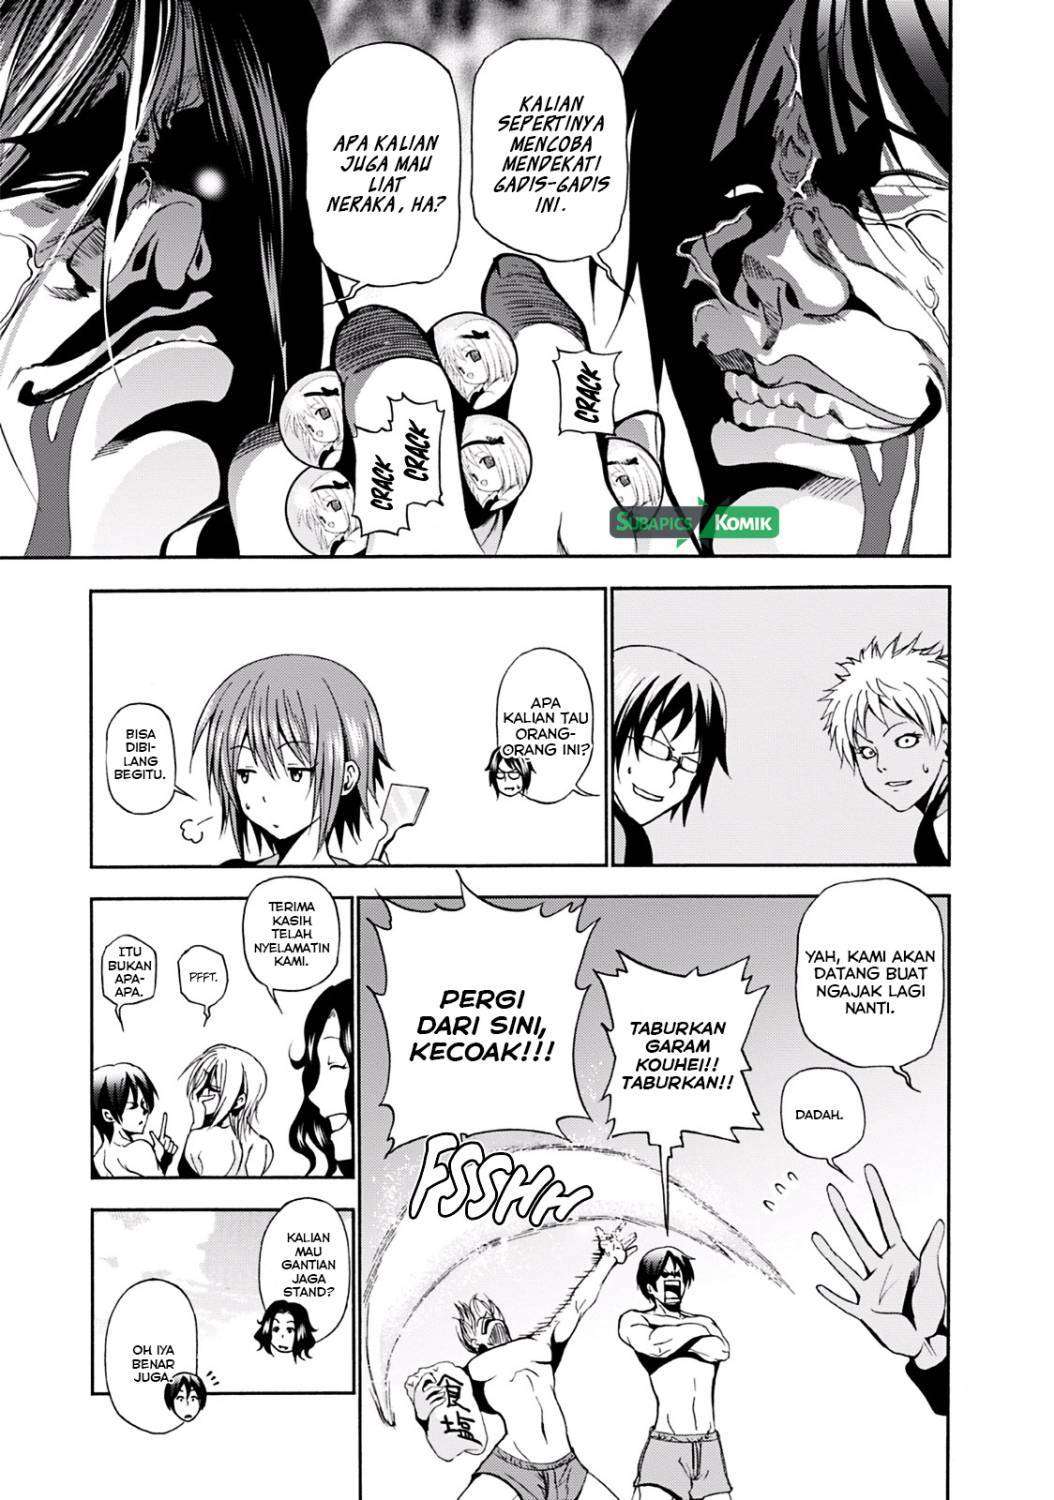 KALIAN
SEPERTINYA
MENCOBA
MENDEKATI
GADIS-GADIS
INI.
APA KALIAN
JUGA MAU
LIAT
NERAKA, HA?
CRACK
CRACK
CRACK
SUBAPICS KOMIK
APA
KALIAN TAU
ORANG-
ORANG INI?
BISA
DIBI-
LANG
BEGITU.
YAH, KAMI AKAN
DATANG BUAT
NGAJAK LAGI
NANTI.
DADAH.
TABURKAN
GARAM
KOUHEI!!
TABURKAN!!
PERGI
DARI SINI,
KECOAK!!!
FSSHH
食
塩
TERIMA
KASIH
TELAH
NYELAMATIN
KAMI.
PFFT.
ITU
BUKAN
APA-
APA.
KALIAN
MAU
GANTIAN
JAGA
STAND?
OH IYA
BENAR
JUGA.